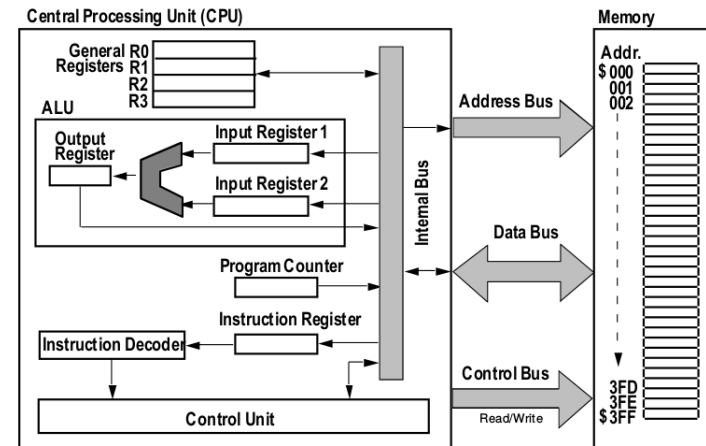 Central Processing Unit (CPU)
Memory
General R0
Registers R1
R2
R3
Addr.
$ 000
001
002
ALU
Output
Register
Input Register 1
Input Register 2
Internal Bus
Address Bus
Data Bus
Program Counter
Instruction Register
Instruction Decoder
Control Unit
Control Bus
Read/Write
3FD
3FE
$ 3FF